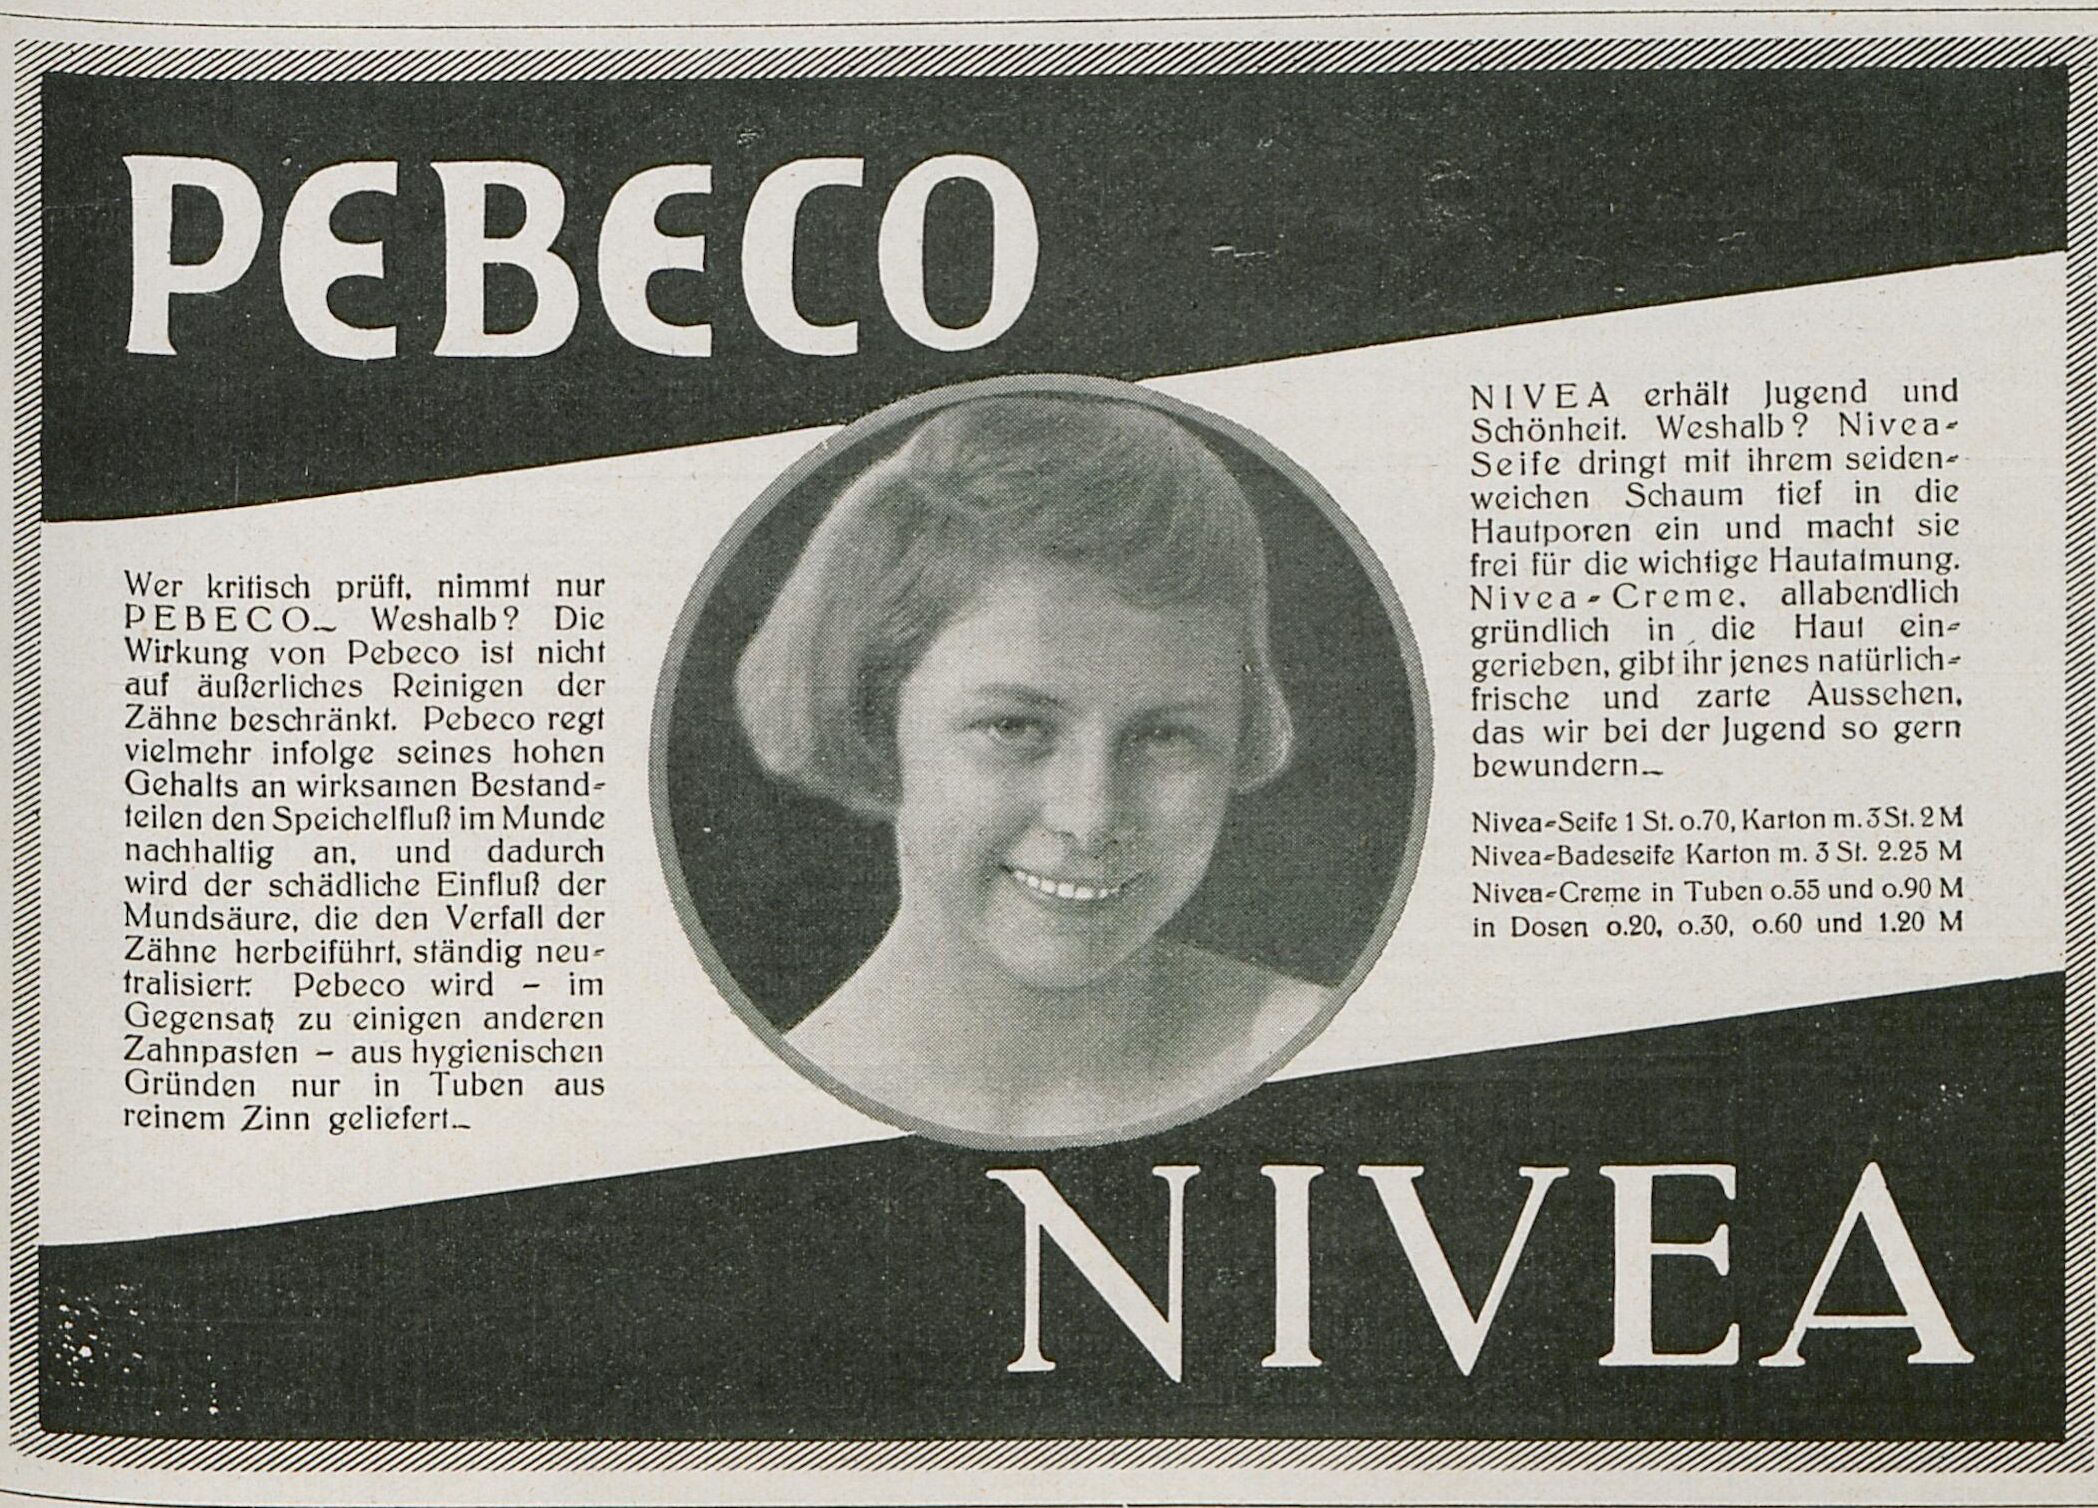 PEBECO
Wer kritisch prüft, nimmt nur
PEBECO_ Weshalb? Die
Wirkung von Pebeco ist nicht
auf äußerliches Reinigen der
Zähne beschränkt. Pebeco regt
vielmehr infolge seines hohen
Gehalts an wirksamen Bestand-
teilen den Speichelfluß im Munde
nachhaltig an, und dadurch
wird der schädliche Einfluß der
Mundsäure, die den Verfall der
Zähne herbeiführt, ständig neu-
tralisiert. Pebeco wird – im
Gegensatz zu einigen anderen
Zahnpasten – aus hygienischen
Gründen nur in Tuben aus
reinem Zinn geliefert._
NIVEA erhält Jugend und
Schönheit. Weshalb? Nivea-
Seife dringt mit ihrem seiden-
weichen Schaum tief in die
Hautporen ein und macht sie
frei für die wichtige Hautatmung.
Nivea-Creme, allabendlich
gründlich in die Haut ein-
gerieben, gibt ihr jenes natürlich-
frische und zarte Aussehen,
das wir bei der Jugend so gern
bewundern._
Nivea-Seife 1 St. 0.70, Karton m. 3 St. 2 M
Nivea-Badeseife Karton m. 3 St. 2.25 M
Nivea-Creme in Tuben 0.55 und 0.90 M
in Dosen 0.20, 0.30, 0.60 und 1.20 M
NIVEA